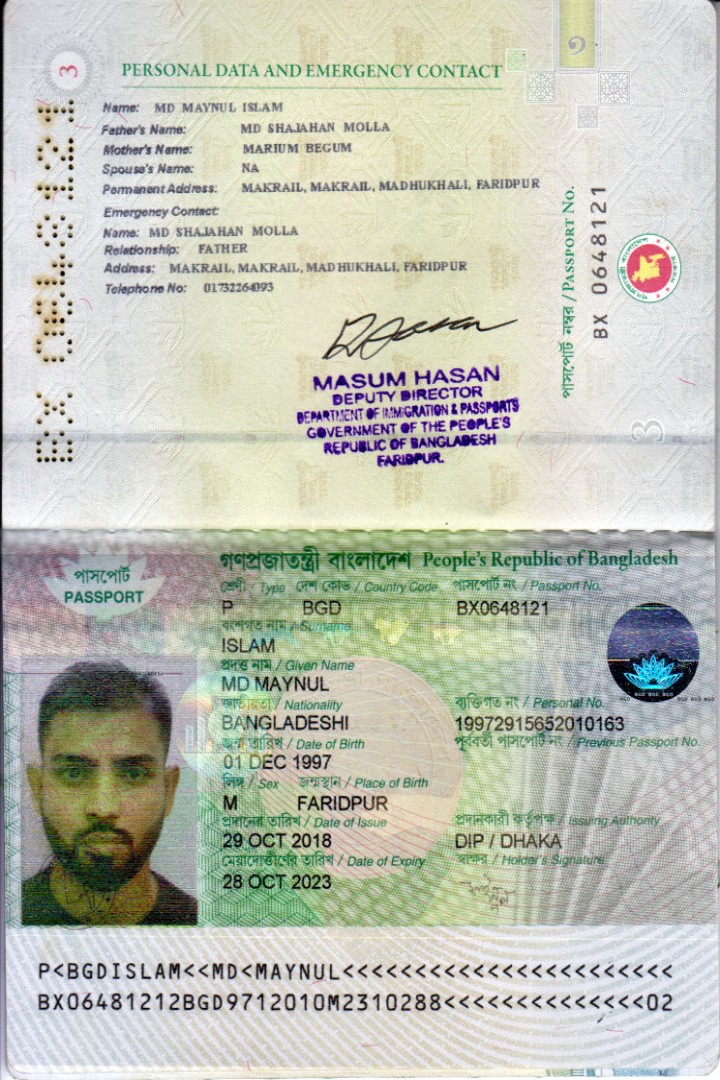 3
PERSONAL DATA AND EMERGENCY CONTACT
Name: MD MAYNUL ISLAM
Father's Name: MD SHAJAHAN MOLLA
Mother's Name: MARIUM BEGUM
Spouse's Name: NA
Permanent Address: MAKRAIL, MAKRAIL, MADHUKHALI, FARIDPUR
Emergency Contact:
Name: MD SHAJAHAN MOLLA
Relationship: FATHER
Address: MAKRAIL, MAKRAIL, MADHUKHALI, FARIDPUR
Telephone No: 01732264093
BX 0648121
পাসপোর্ট নম্বর / PASSPORT No.
BX 0648121
MASUM HASAN
DEPUTY DIRECTOR
DEPARTMENT OF IMMIGRATION & PASSPORTS
GOVERNMENT OF THE PEOPLE'S
REPUBLIC OF BANGLADESH
FARIDPUR.
3
গণপ্রজাতন্ত্রী বাংলাদেশ People's Republic of Bangladesh
পাসপোর্ট
PASSPORT
শ্রেণী / Type দেশ কোড / Country Code পাসপোর্ট নং / Passport No.
P BGD BX0648121
বংশগত নাম / Surname
ISLAM
প্রদত্ত নাম / Given Name
MD MAYNUL
জাতীয়তা / Nationality ব্যক্তিগত নং / Personal No.
BANGLADESHI 19972915652010163
জন্ম তারিখ / Date of Birth পূর্ববর্তী পাসপোর্ট নং / Previous Passport No.
01 DEC 1997
লিঙ্গ / Sex জন্মস্থান / Place of Birth
M FARIDPUR
প্রদানের তারিখ / Date of Issue প্রদানকারী কর্তৃপক্ষ / Issuing Authority
29 OCT 2018 DIP / DHAKA
মেয়াদোত্তীর্ণের তারিখ / Date of Expiry স্বাক্ষর / Holder's Signature
28 OCT 2023
P<BGDISLAM<<MD<MAYNUL<<<<<<<<<<<<<<<<<<<<<<<
BX06481212BGD9712010M2310288<<<<<<<<<<<<<<02